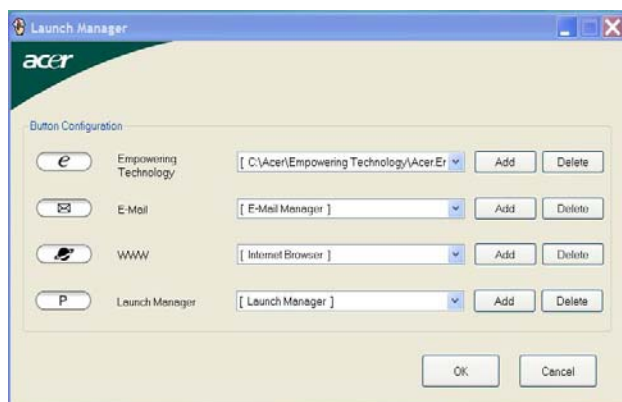 Launch Manager
acer
Button Configuration
e Empowering Technology [ C:\Acer\Empowering Technology\Acer.Er Add Delete
E-Mail [ E-Mail Manager ] Add Delete
WWW [ Internet Browser ] Add Delete
P Launch Manager [ Launch Manager ] Add Delete
OK Cancel